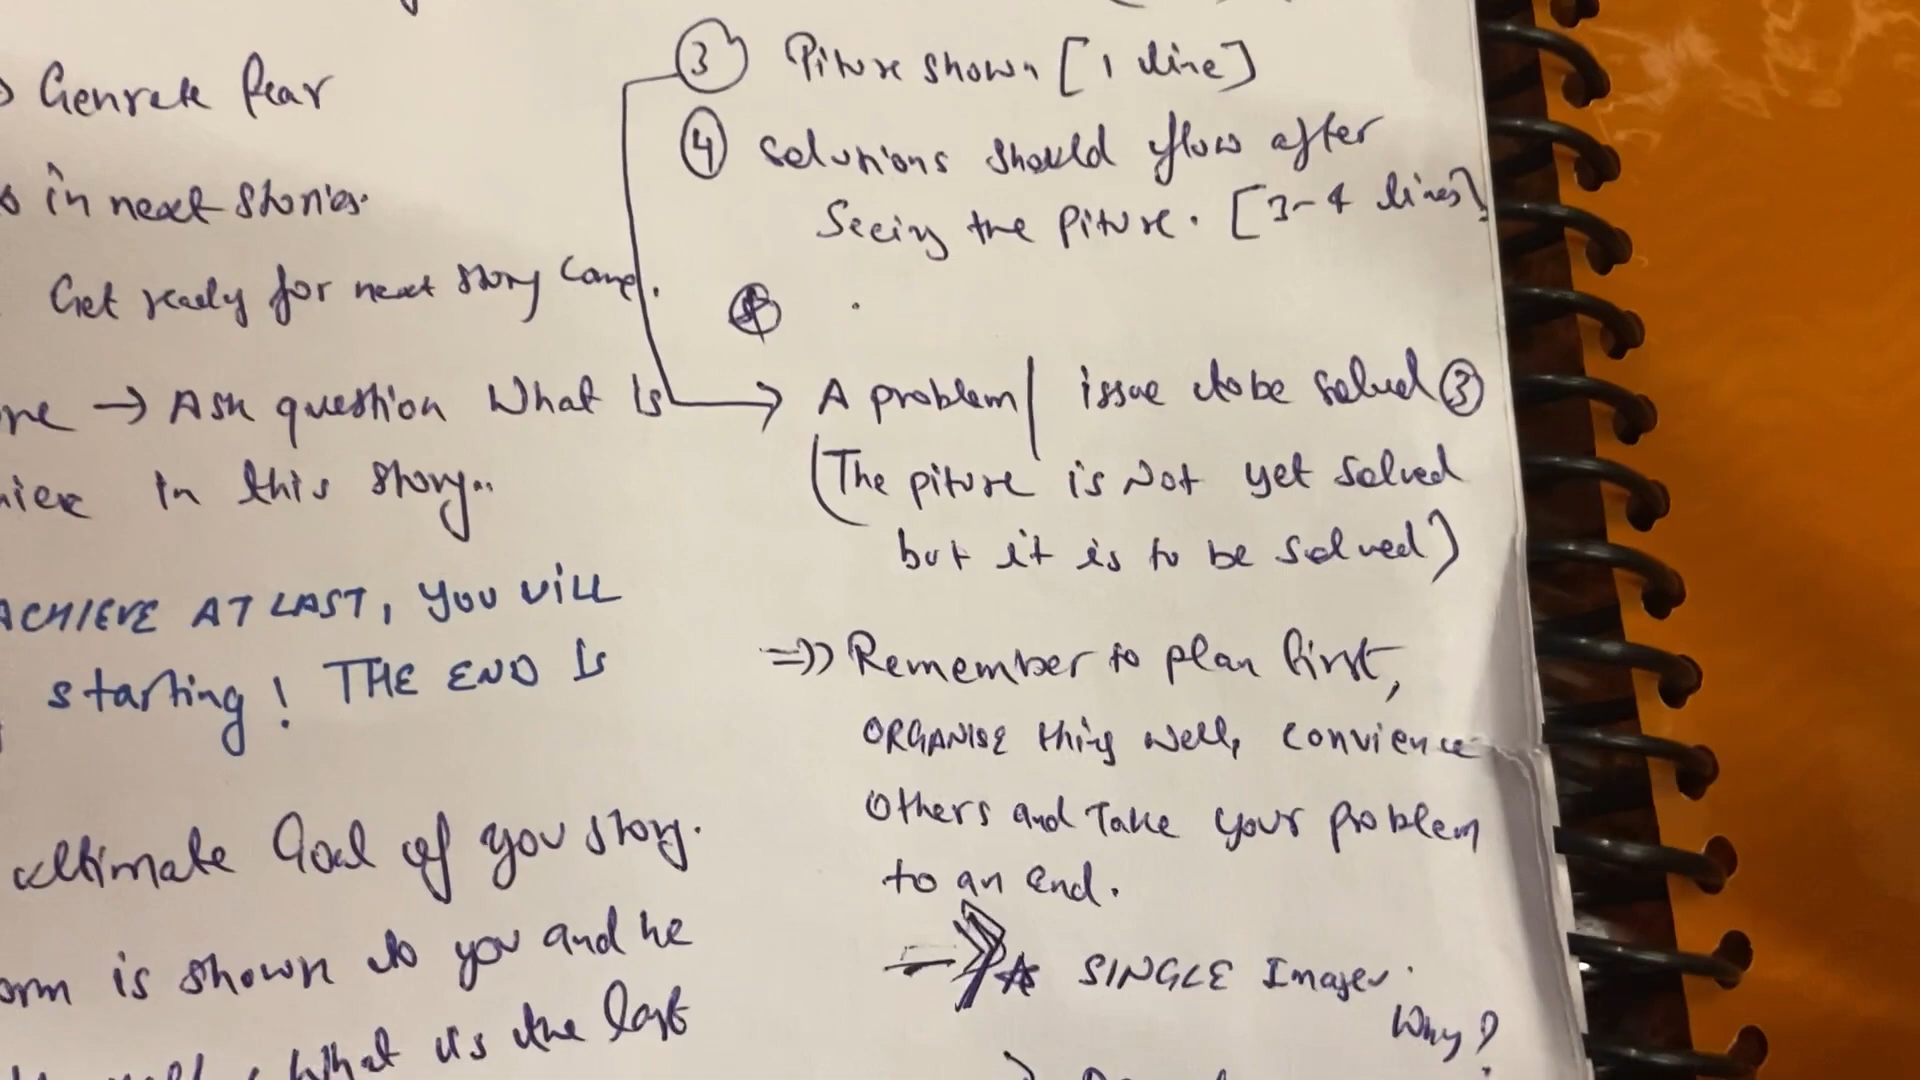 Genrate fear
in next stories.
Get ready for next story
→ Ask question What Is
in this story..
ACHIEVE AT LAST, YOU WILL
starting! THE END Is
ultimate Goal of you story.
is shown to you and he
What is the last
③ Piture shown [1 line]
④ solutions should flow after
Seeing the Piture. [3-4 lines]
→ A problem/ issue to be solved ③
(The piture is Not yet solved
but it is to be solved)
⇒ Remember to plan first,
ORGANISE thing well, convience
Others and Take your problem
to an end.
⇒ A SINGLE Image.
Why?